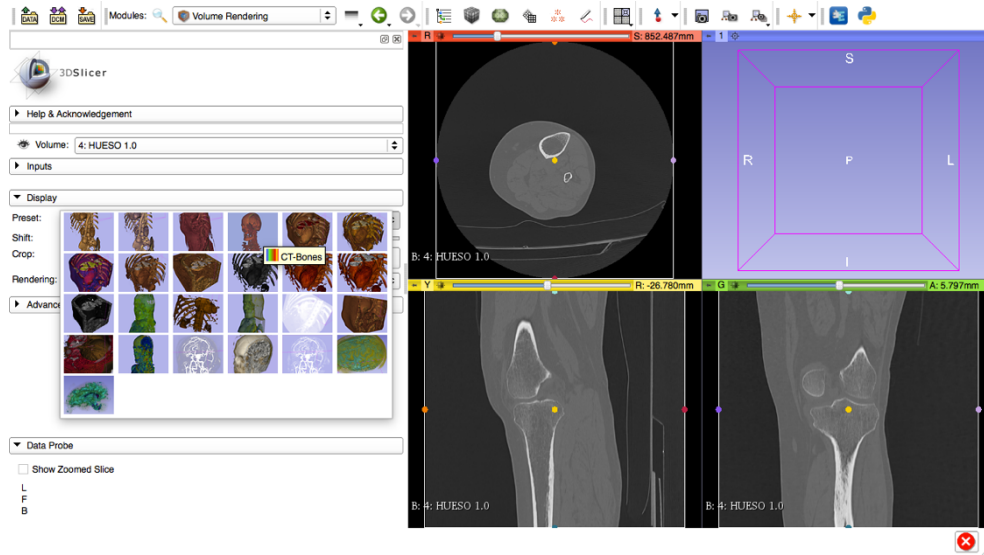 DATA DCM SAVE Modules: Volume Rendering
3DSlicer
Help & Acknowledgement
Volume: 4: HUESO 1.0
Inputs
Display
Preset:
Shift:
CT-Bones
Crop:
Rendering:
Advanc
Data Probe
Show Zoomed Slice
L
F
B
R S: 852.487mm
B: 4: HUESO 1.0
1
S
R P L
I
Y R: -26.780mm
B: 4: HUESO 1.0
G A: 5.797mm
B: 4: HUESO 1.0